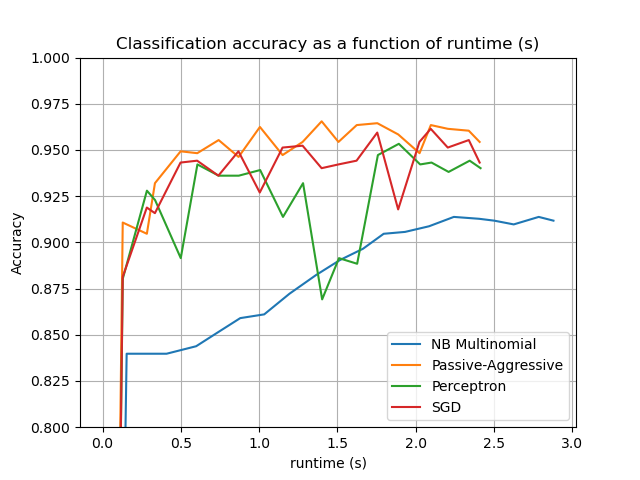 Classification accuracy as a function of runtime (s)
1.000
0.975
0.950
0.925
0.900
0.875
0.850
0.825
0.800
Accuracy
NB Multinomial
Passive-Aggressive
Perceptron
SGD
0.0 0.5 1.0 1.5 2.0 2.5 3.0
runtime (s)